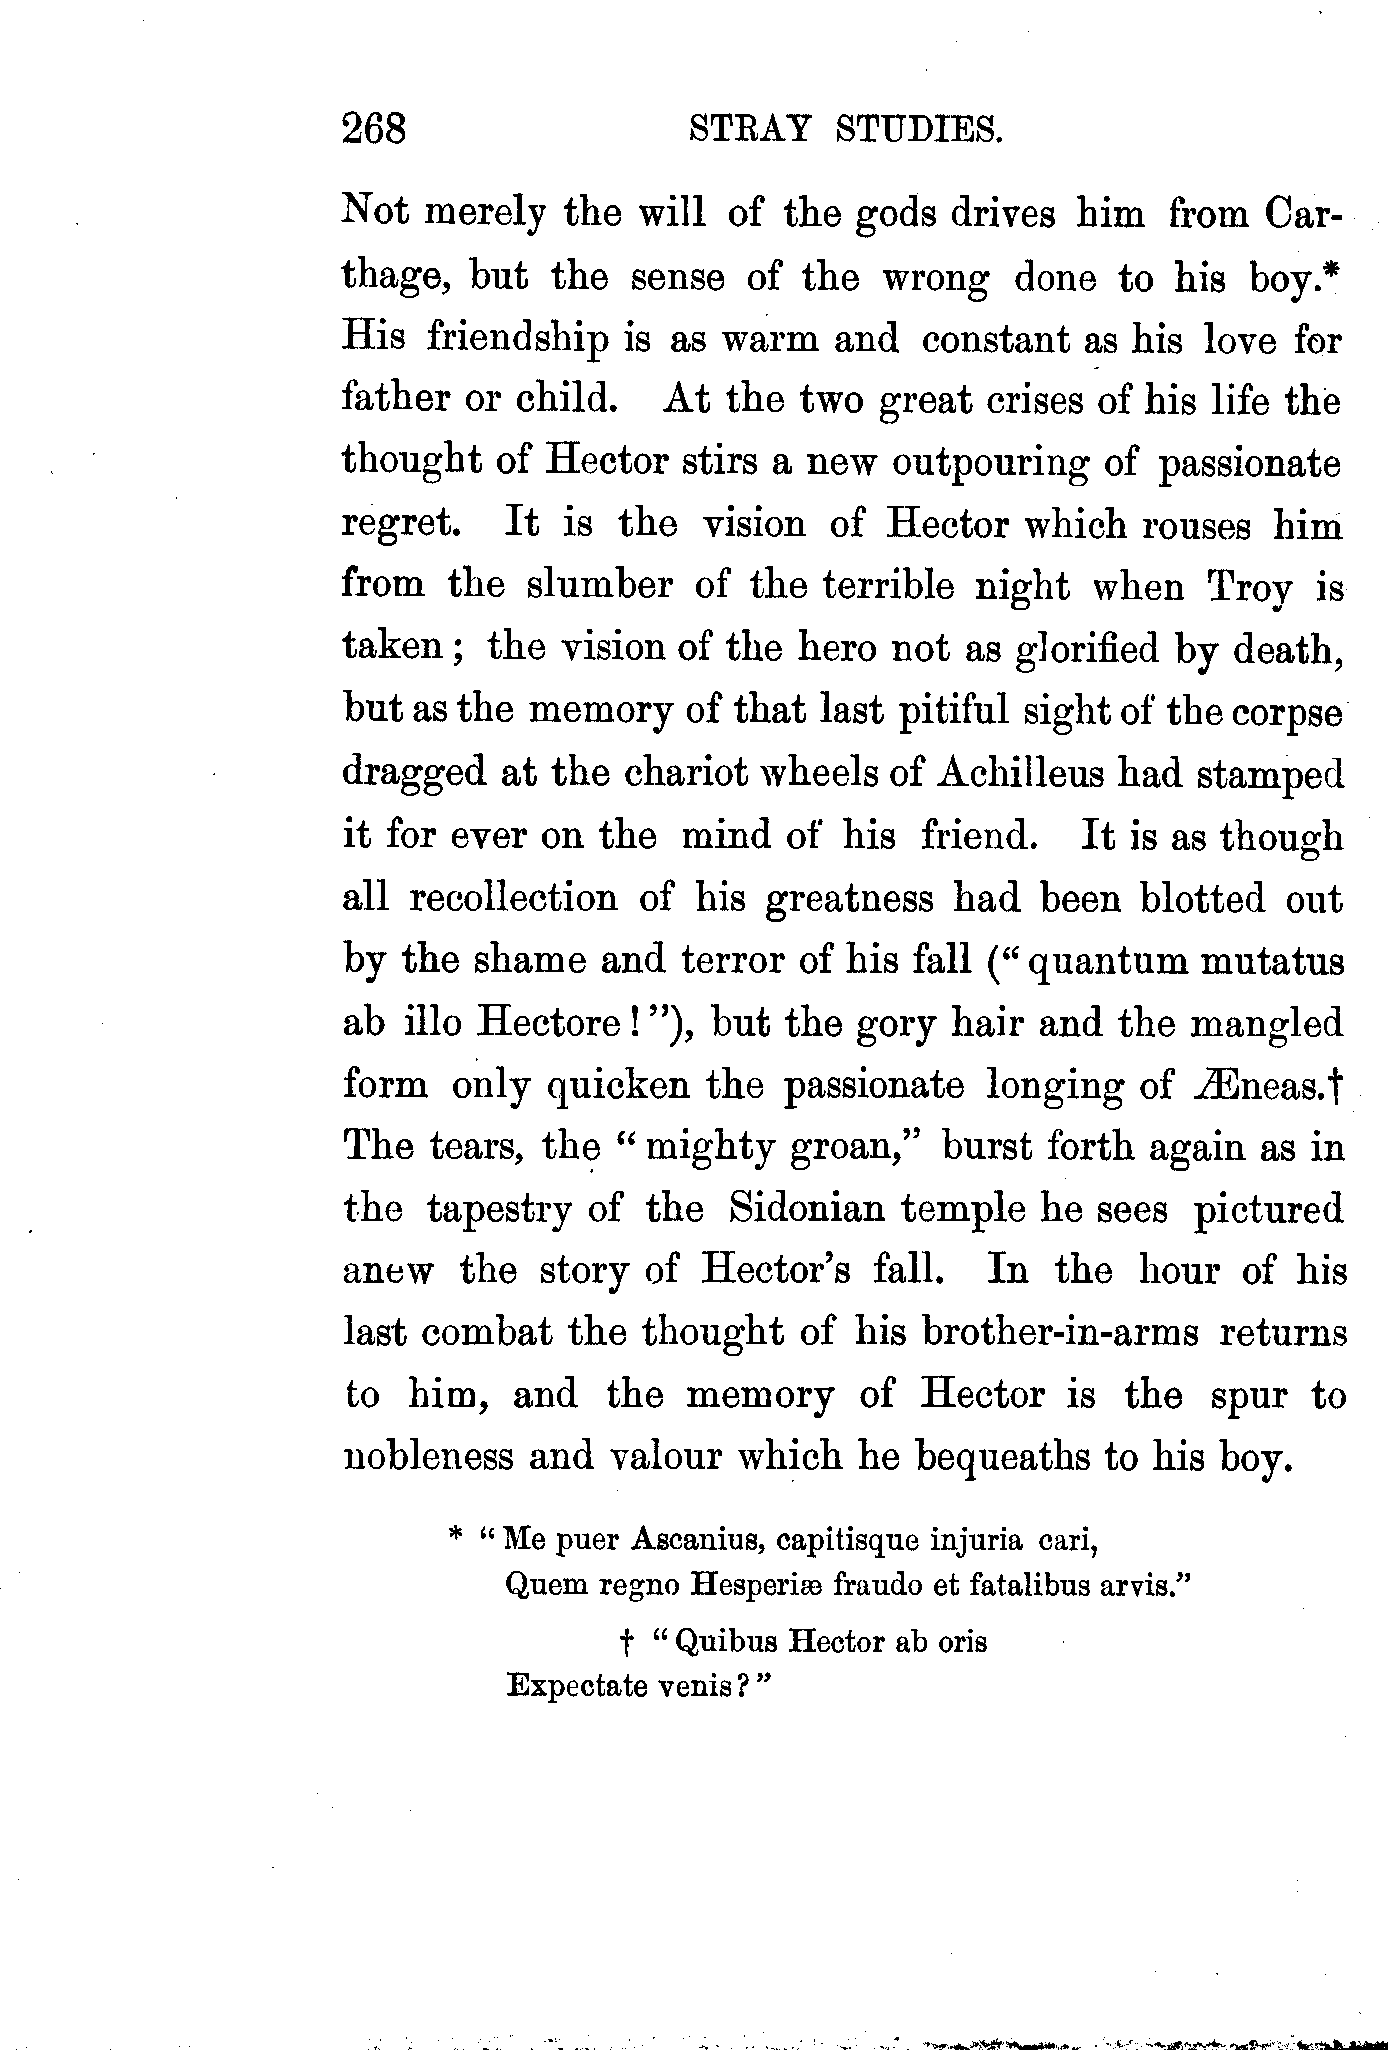 268 STRAY STUDIES.
Not merely the will of the gods drives him from Car-
thage, but the sense of the wrong done to his boy.*
His friendship is as warm and constant as his love for
father or child. At the two great crises of his life the
thought of Hector stirs a new outpouring of passionate
regret. It is the vision of Hector which rouses him
from the slumber of the terrible night when Troy is
taken; the vision of the hero not as glorified by death,
but as the memory of that last pitiful sight of the corpse
dragged at the chariot wheels of Achilleus had stamped
it for ever on the mind of his friend. It is as though
all recollection of his greatness had been blotted out
by the shame and terror of his fall (“quantum mutatus
ab illo Hectore!”), but the gory hair and the mangled
form only quicken the passionate longing of Æneas.†
The tears, the “mighty groan,” burst forth again as in
the tapestry of the Sidonian temple he sees pictured
anew the story of Hector’s fall. In the hour of his
last combat the thought of his brother-in-arms returns
to him, and the memory of Hector is the spur to
nobleness and valour which he bequeaths to his boy.
* “Me puer Ascanius, capitisque injuria cari,
Quem regno Hesperiæ fraudo et fatalibus arvis.”
† “Quibus Hector ab oris
Expectate venis?”